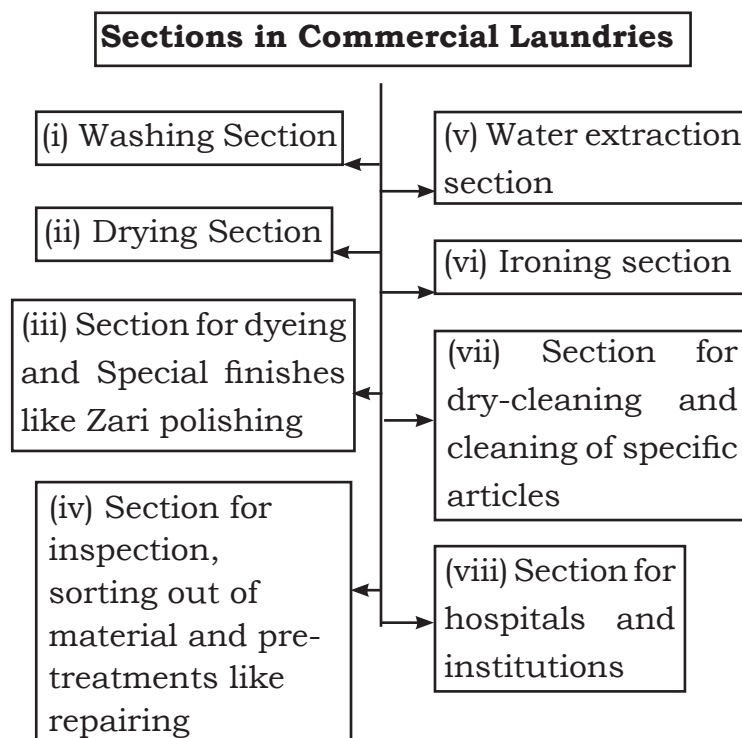 Sections in Commercial Laundries
(i) Washing Section
(ii) Drying Section
(iii) Section for dyeing
and Special finishes
like Zari polishing
(iv) Section for
inspection,
sorting out of
material and pre-
treatments like
repairing
(v) Water extraction
section
(vi) Ironing section
(vii) Section for
dry-cleaning and
cleaning of specific
articles
(viii) Section for
hospitals and
institutions